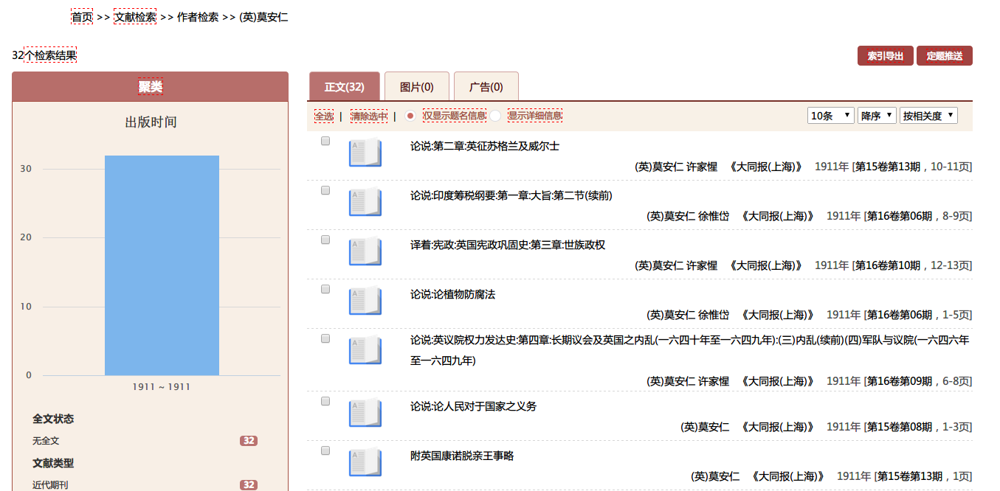 首页 >> 文献检索 >> 作者检索 >> (英)莫安仁
32个检索结果
索引导出 定题推送
聚类
出版时间
30
20
10
0
1911 ~ 1911
全文状态
无全文 32
文献类型
近代期刊 32
正文(32) 图片(0) 广告(0)
全选 | 清除选中 | 仅显示题名信息 显示详细信息 10条 降序 按相关度
论说:第二章:英征苏格兰及威尔士
(英)莫安仁 许家惺 《大同报(上海)》 1911年 [第15卷第13期，10-11页]
论说:印度筹税纲要:第一章:大旨:第二节(续前)
(英)莫安仁 徐惟岱 《大同报(上海)》 1911年 [第16卷第06期，8-9页]
译着:宪政:英国宪政巩固史:第三章:世族政权
(英)莫安仁 许家惺 《大同报(上海)》 1911年 [第16卷第10期，12-13页]
论说:论植物防腐法
(英)莫安仁 徐惟岱 《大同报(上海)》 1911年 [第16卷第06期，1-5页]
论说:英议院权力发达史:第四章:长期议会及英国之内乱(一六四十年至一六四九年):(三)内乱(续前)(四)军队与议院(一六四六年
至一六四九年)
(英)莫安仁 许家惺 《大同报(上海)》 1911年 [第16卷第09期，6-8页]
论说:论人民对于国家之义务
(英)莫安仁 《大同报(上海)》 1911年 [第15卷第08期，1-3页]
附英国康诺脱亲王事略
(英)莫安仁 《大同报(上海)》 1911年 [第15卷第13期，1页]